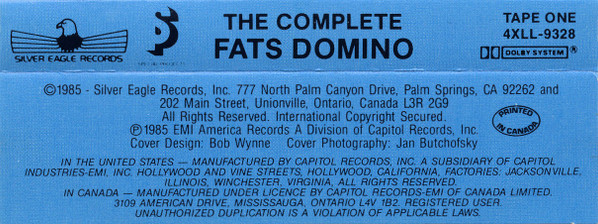 THE COMPLETE
FATS DOMINO
TAPE ONE
4XLL-9328
DOLBY SYSTEM ®
SILVER EAGLE RECORDS
SPECIAL PROJECTS
©1985 - Silver Eagle Records, Inc. 777 North Palm Canyon Drive, Palm Springs, CA 92262 and
202 Main Street, Unionville, Ontario, Canada L3R 2G9
All Rights Reserved. International Copyright Secured.
℗1985 EMI America Records A Division of Capitol Records, Inc.
Cover Design: Bob Wynne Cover Photography: Jan Butchofsky
PRINTED
IN CANADA
IN THE UNITED STATES — MANUFACTURED BY CAPITOL RECORDS, INC. A SUBSIDIARY OF CAPITOL
INDUSTRIES-EMI, INC. HOLLYWOOD AND VINE STREETS, HOLLYWOOD, CALIFORNIA, FACTORIES: JACKSONVILLE,
ILLINOIS, WINCHESTER, VIRGINIA, ALL RIGHTS RESERVED.
IN CANADA — MANUFACTURED UNDER LICENCE BY CAPITOL RECORDS-EMI OF CANADA LIMITED.
3109 AMERICAN DRIVE, MISSISSAUGA, ONTARIO L4V 1B2. REGISTERED USER.
UNAUTHORIZED DUPLICATION IS A VIOLATION OF APPLICABLE LAWS.